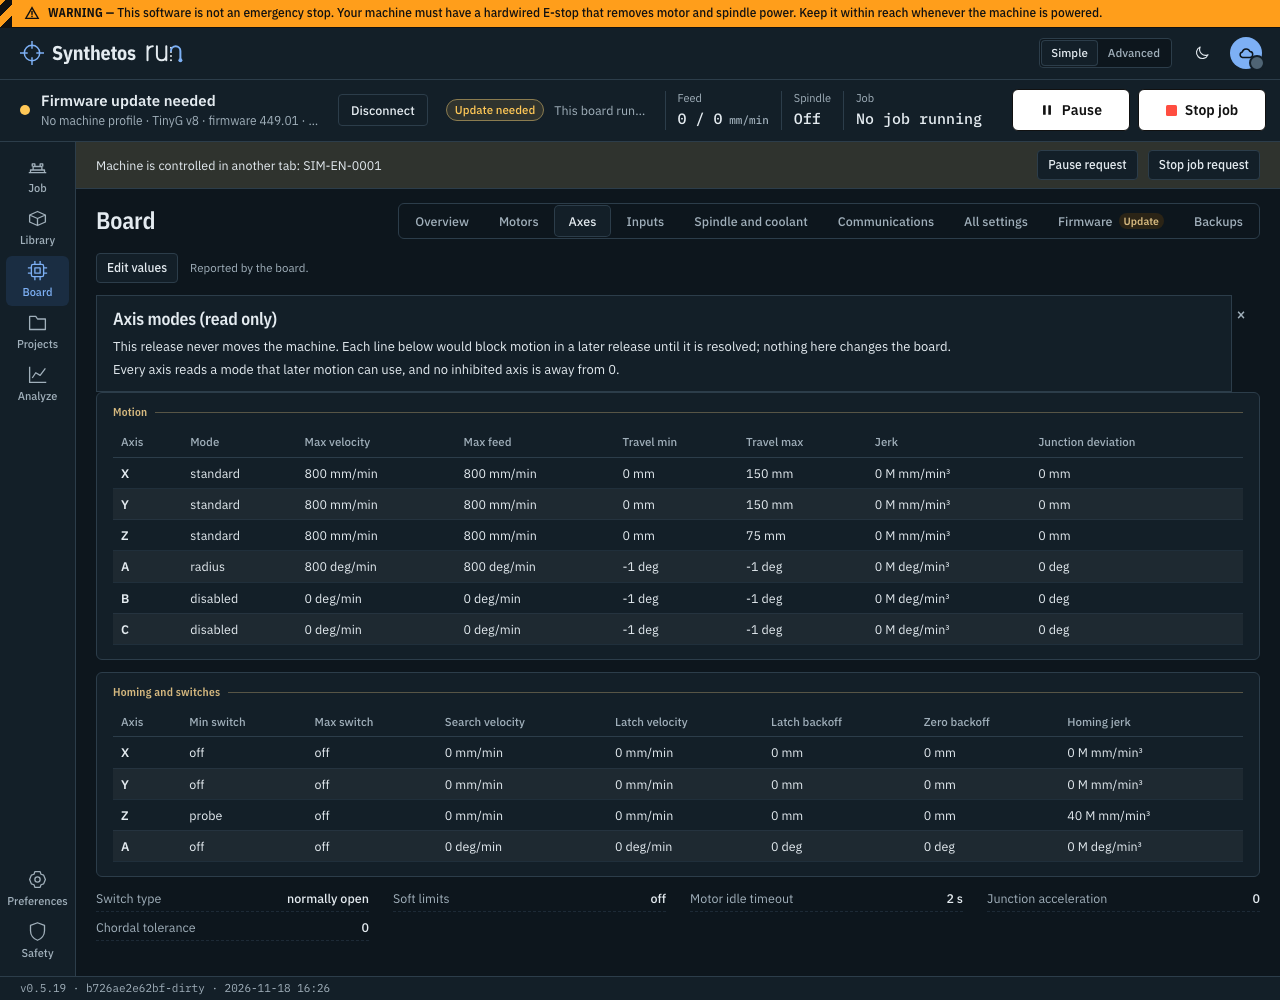 WARNING — This software is not an emergency stop. Your machine must have a hardwired E-stop that removes motor and spindle power. Keep it within reach whenever the machine is powered.
Synthetos run
Simple Advanced
Firmware update needed
No machine profile · TinyG v8 · firmware 449.01 · ...
Disconnect
Update needed
This board run...
Feed
0 / 0 mm/min
Spindle
Off
Job
No job running
Pause
Stop job
Machine is controlled in another tab: SIM-EN-0001
Pause request
Stop job request
Job
Library
Board
Projects
Analyze
Preferences
Safety
Board
Overview Motors Axes Inputs Spindle and coolant Communications All settings Firmware Update Backups
Edit values
Reported by the board.
Axis modes (read only)
×
This release never moves the machine. Each line below would block motion in a later release until it is resolved; nothing here changes the board.
Every axis reads a mode that later motion can use, and no inhibited axis is away from 0.
Motion
Axis Mode Max velocity Max feed Travel min Travel max Jerk Junction deviation
X standard 800 mm/min 800 mm/min 0 mm 150 mm 0 M mm/min³ 0 mm
Y standard 800 mm/min 800 mm/min 0 mm 150 mm 0 M mm/min³ 0 mm
Z standard 800 mm/min 800 mm/min 0 mm 75 mm 0 M mm/min³ 0 mm
A radius 800 deg/min 800 deg/min -1 deg -1 deg 0 M deg/min³ 0 deg
B disabled 0 deg/min 0 deg/min -1 deg -1 deg 0 M deg/min³ 0 deg
C disabled 0 deg/min 0 deg/min -1 deg -1 deg 0 M deg/min³ 0 deg
Homing and switches
Axis Min switch Max switch Search velocity Latch velocity Latch backoff Zero backoff Homing jerk
X off off 0 mm/min 0 mm/min 0 mm 0 mm 0 M mm/min³
Y off off 0 mm/min 0 mm/min 0 mm 0 mm 0 M mm/min³
Z probe off 0 mm/min 0 mm/min 0 mm 0 mm 40 M mm/min³
A off off 0 deg/min 0 deg/min 0 deg 0 deg 0 M deg/min³
Switch type normally open
Soft limits off
Motor idle timeout 2 s
Junction acceleration 0
Chordal tolerance 0
v0.5.19 · b726ae2e62bf-dirty · 2026-11-18 16:26